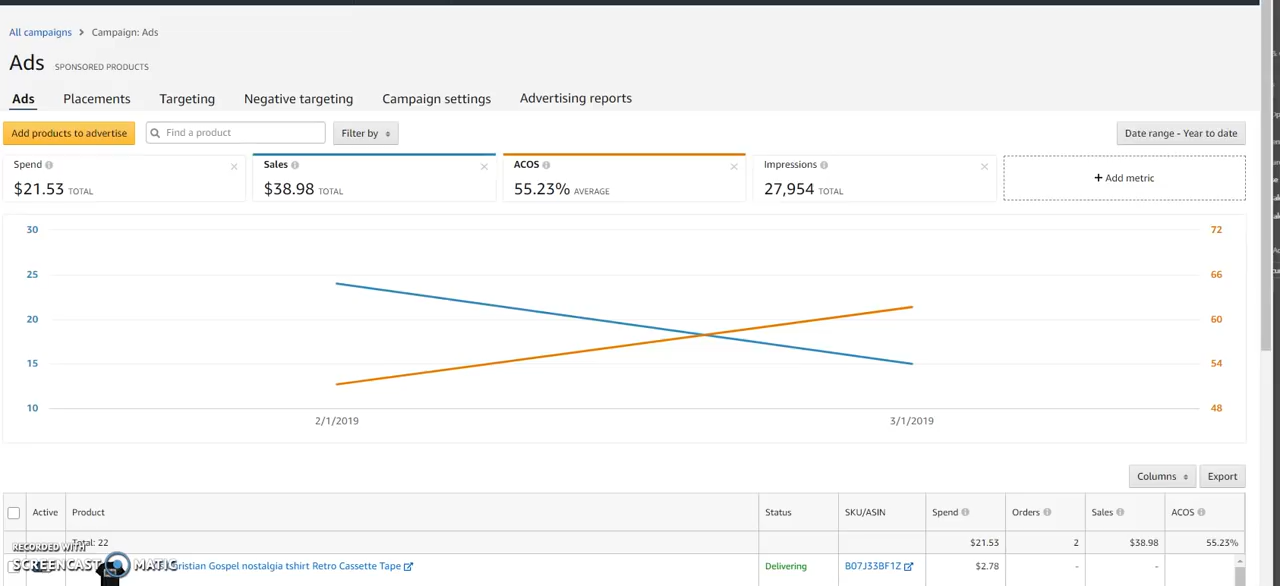 All campaigns > Campaign: Ads
Ads SPONSORED PRODUCTS
Ads Placements Targeting Negative targeting Campaign settings Advertising reports
Add products to advertise Find a product Filter by Date range - Year to date
Spend Sales ACOS Impressions
$21.53 TOTAL $38.98 TOTAL 55.23% AVERAGE 27,954 TOTAL + Add metric
30 72
25 66
20 60
15 54
10 48
2/1/2019 3/1/2019
Columns Export
Active Product Status SKU/ASIN Spend Orders Sales ACOS
Total: 22 $21.53 2 $38.98 55.23%
RECORDED WITH
SCREENCAST MATIC
Christian Gospel nostalgia tshirt Retro Cassette Tape Delivering B07J33BF1Z $2.78 - - -